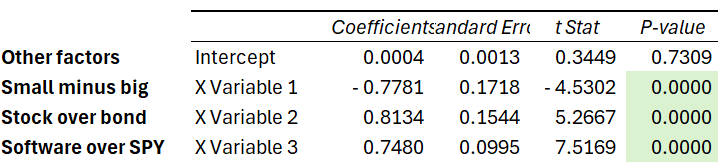 Coefficients andard Erro t Stat P-value
Other factors Intercept 0.0004 0.0013 0.3449 0.7309
Small minus big X Variable 1 - 0.7781 0.1718 - 4.5302 0.0000
Stock over bond X Variable 2 0.8134 0.1544 5.2667 0.0000
Software over SPY X Variable 3 0.7480 0.0995 7.5169 0.0000